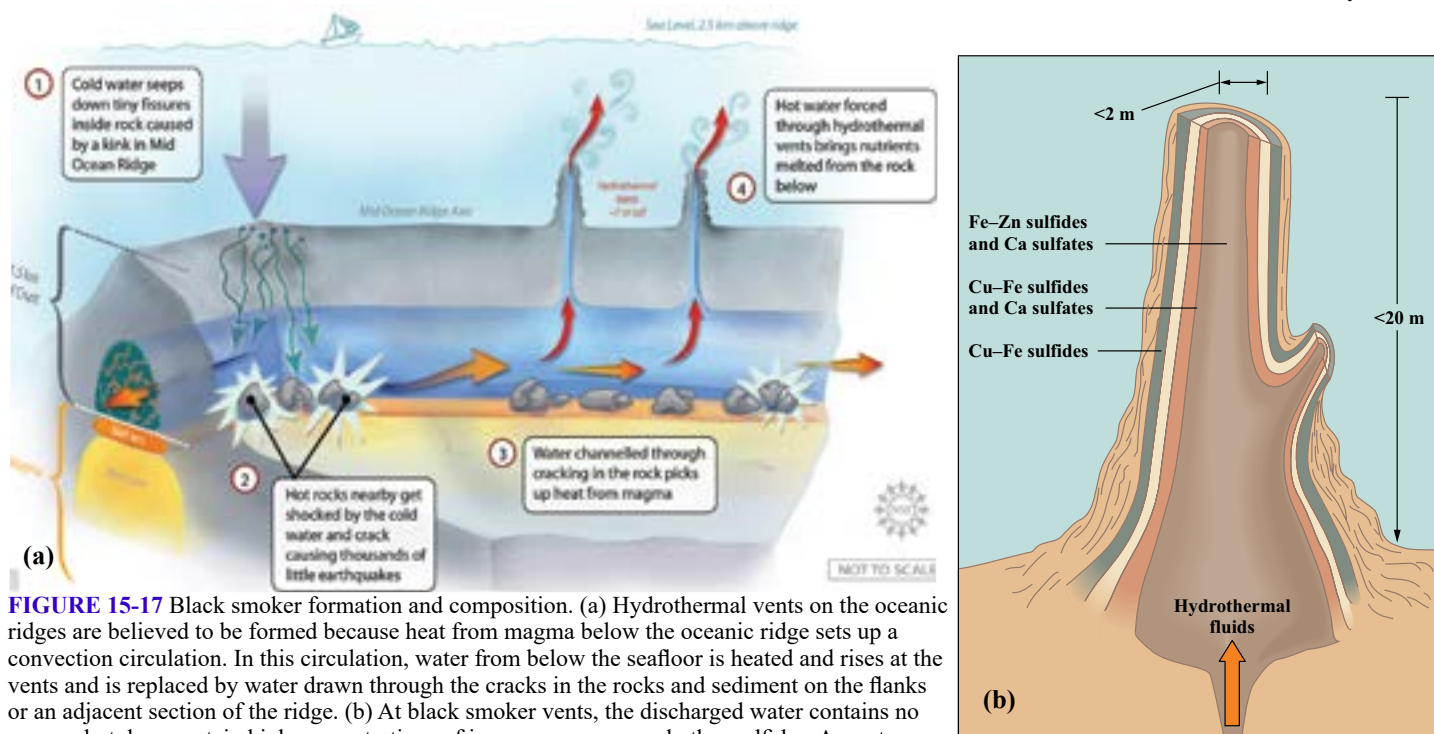 Sea Level, 2.5 km above ridge
1
Cold water seeps
down tiny fissures
inside rock caused
by a kink in Mid
Ocean Ridge
Hot water forced
through hydrothermal
vents brings nutrients
melted from the rock
below
4
Mid Ocean Ridge Axis
2
Hot rocks nearby get
shocked by the cold
water and crack
causing thousands of
little earthquakes
3
Water channelled through
cracking in the rock picks
up heat from magma
NOT TO SCALE
(a)
<2 m
Fe–Zn sulfides
and Ca sulfates
Cu–Fe sulfides
and Ca sulfates
Cu–Fe sulfides
<20 m
Hydrothermal
fluids
(b)
FIGURE 15-17 Black smoker formation and composition. (a) Hydrothermal vents on the oceanic
ridges are believed to be formed because heat from magma below the oceanic ridge sets up a
convection circulation. In this circulation, water from below the seafloor is heated and rises at the
vents and is replaced by water drawn through the cracks in the rocks and sediment on the flanks
or an adjacent section of the ridge. (b) At black smoker vents, the discharged water contains no